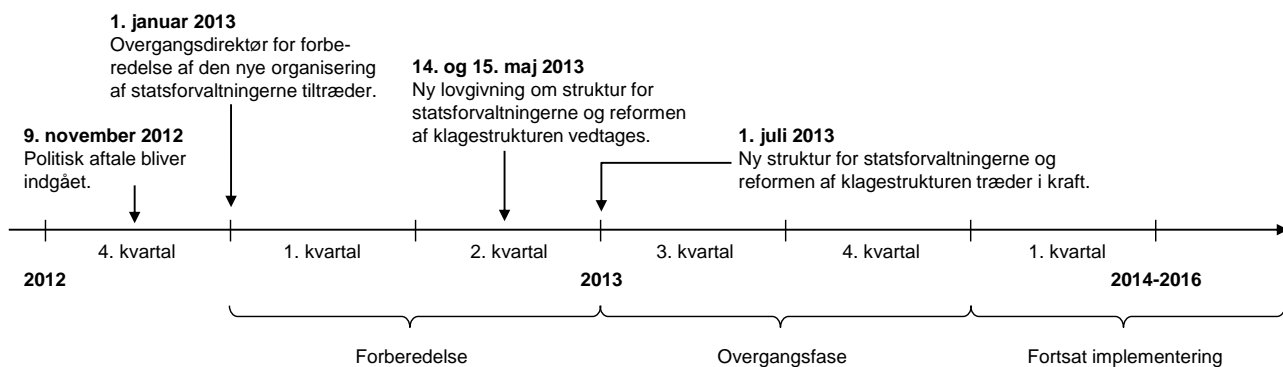 1. januar 2013
Overgangsdirektør for forbe-
redelse af den nye organisering
af statsforvaltningerne tiltræder.
14. og 15. maj 2013
Ny lovgivning om struktur for
statsforvaltningerne og reformen
af klagestrukturen vedtages.
9. november 2012
Politisk aftale bliver
indgået.
1. juli 2013
Ny struktur for statsforvaltningerne og
reformen af klagestrukturen træder i kraft.
4. kvartal 1. kvartal 2. kvartal 3. kvartal 4. kvartal 1. kvartal
2012 2013 2014-2016
Forberedelse Overgangsfase Fortsat implementering